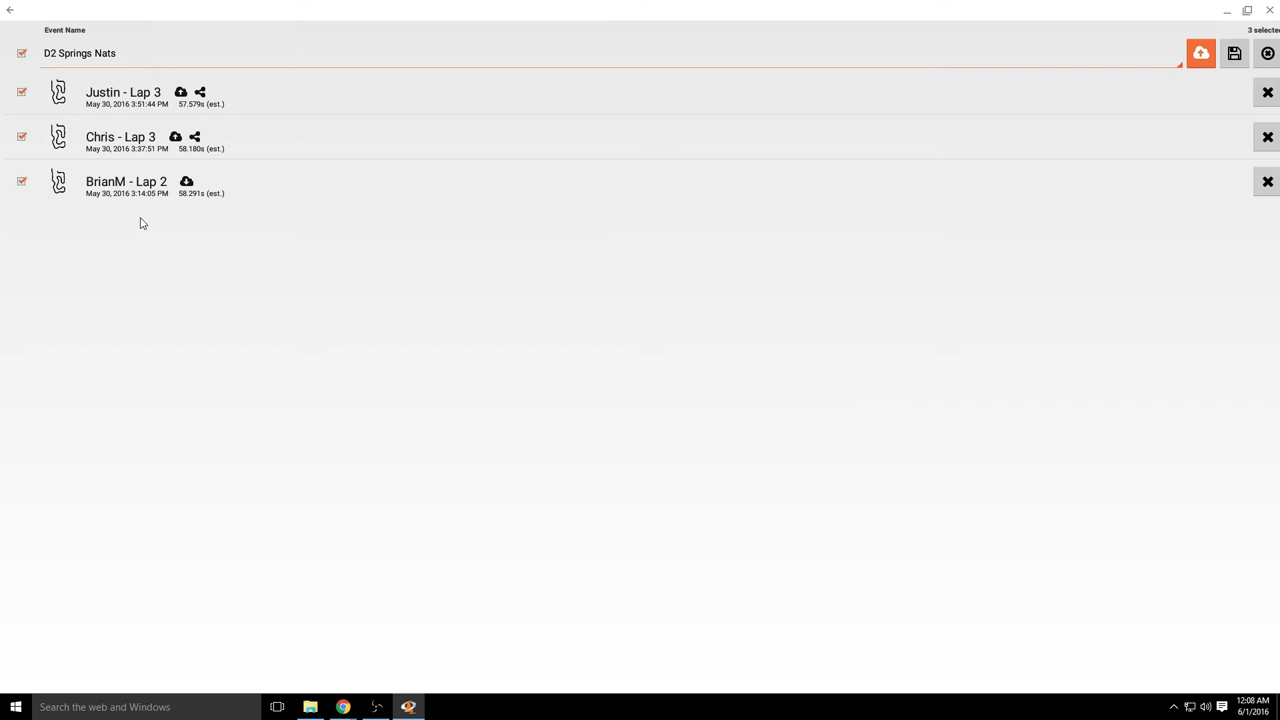 Event Name
3 selected
D2 Springs Nats
Justin - Lap 3
May 30, 2016 3:51:44 PM 57.579s (est.)
Chris - Lap 3
May 30, 2016 3:37:51 PM 58.180s (est.)
BrianM - Lap 2
May 30, 2016 3:14:05 PM 58.291s (est.)
Search the web and Windows
12:08 AM
6/1/2016